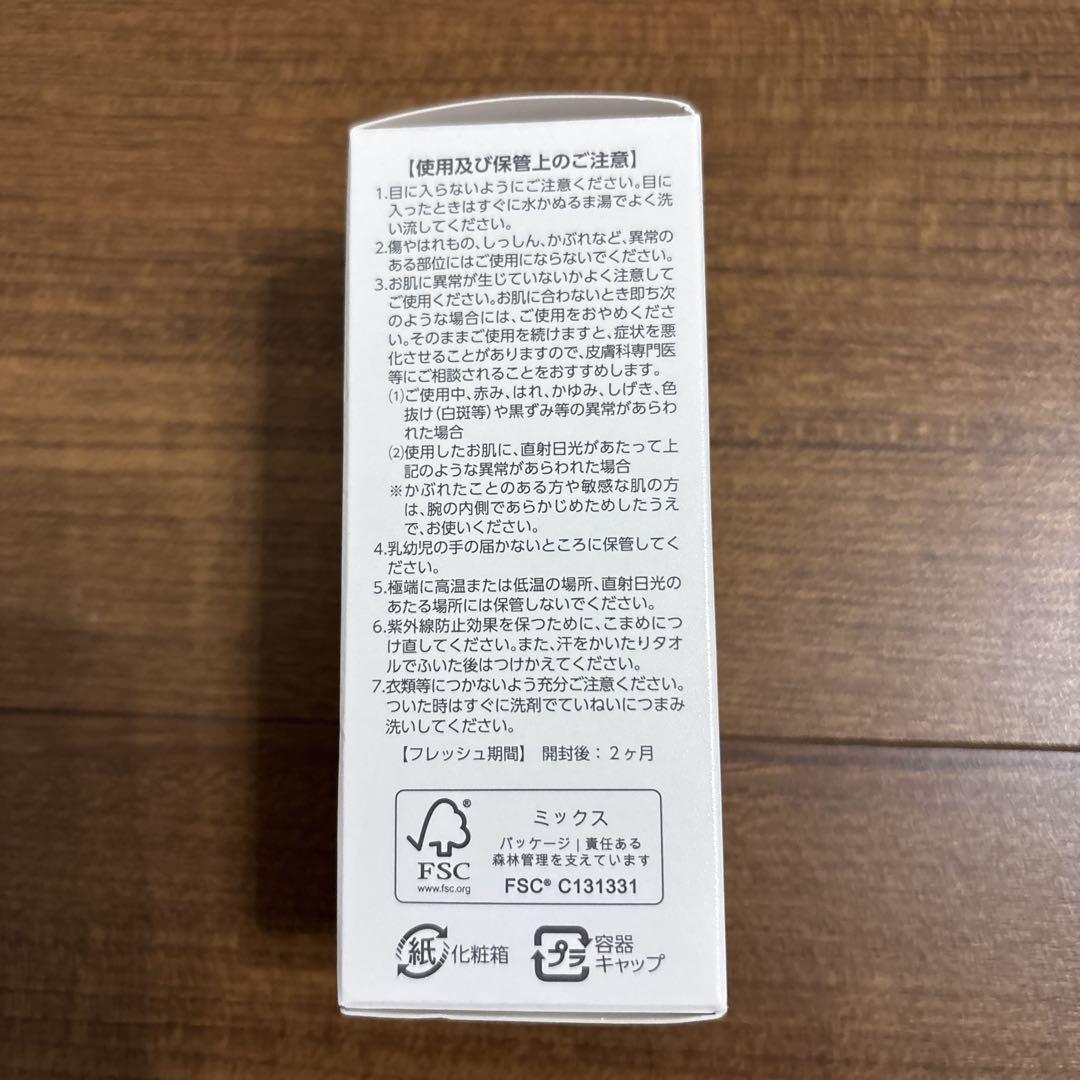 【使用及び保管上のご注意】
1.目に入らないようにご注意ください。目に
入ったときはすぐに水かぬるま湯でよく洗
い流してください。
2.傷やはれもの、しっしん、かぶれなど、異常の
ある部位にはご使用にならないでください。
3.お肌に異常が生じていないかよく注意して
ご使用ください。お肌に合わないとき即ち次
のような場合には、ご使用をおやめくださ
い。そのままご使用を続けますと、症状を悪
化させることがありますので、皮膚科専門医
等にご相談されることをおすすめします。
(1)ご使用中、赤み、はれ、かゆみ、しげき、色
抜け(白斑等)や黒ずみ等の異常があらわ
れた場合
(2)使用したお肌に、直射日光があたって上
記のような異常があらわれた場合
※かぶれたことのある方や敏感な肌の方
は、腕の内側であらかじめためしたうえ
で、お使いください。
4.乳幼児の手の届かないところに保管してく
ださい。
5.極端に高温または低温の場所、直射日光の
あたる場所には保管しないでください。
6.紫外線防止効果を保つために、こまめにつ
け直してください。また、汗をかいたりタオ
ルでふいた後はつけかえてください。
7.衣類等につかないよう充分ご注意ください。
ついた時はすぐに洗剤でていねいにつまみ
洗いしてください。
【フレッシュ期間】 開封後：2ヶ月
®
FSC
www.fsc.org
ミックス
パッケージ|責任ある
森林管理を支えています
FSC® C131331
紙 化粧箱
プラ 容器
キャップ